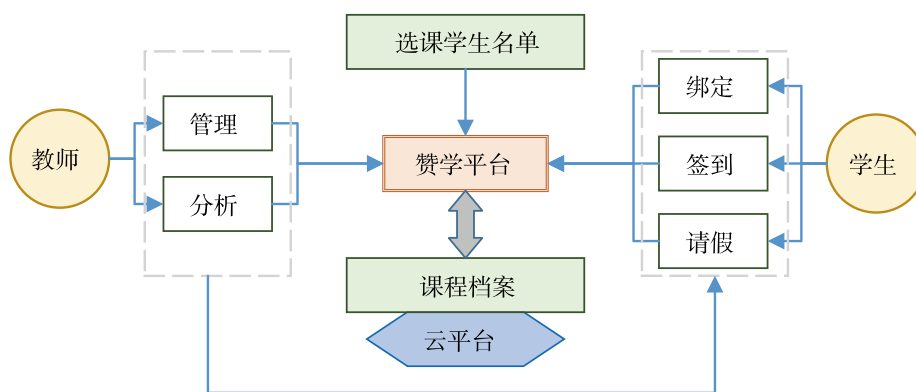 选课学生名单
绑定
管理
教师
赞学平台
签到
学生
分析
请假
课程档案
云平台